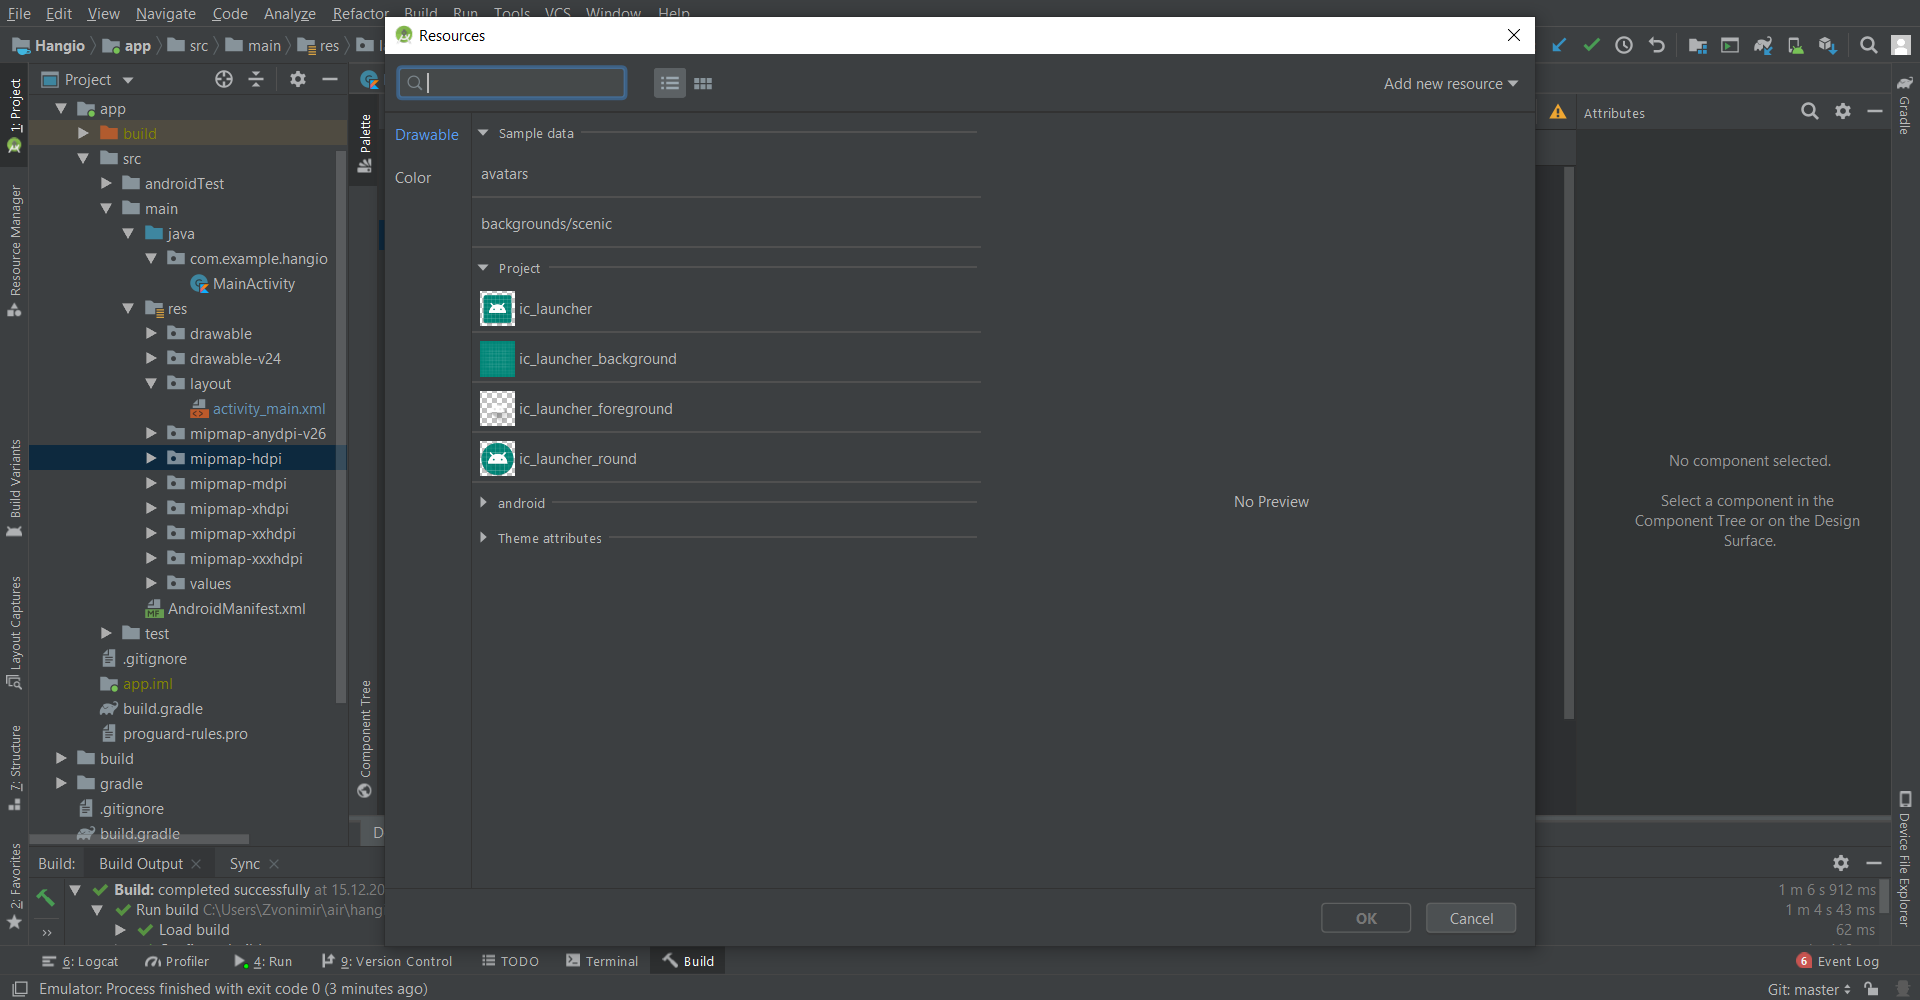 File Edit View Navigate Code Analyze Refactor Build Run Tools VCS Window Help
Resources
Hangio app src main res
Project
Add new resource
app
build
src
androidTest
main
java
com.example.hangio
MainActivity
res
drawable
drawable-v24
layout
activity_main.xml
mipmap-anydpi-v26
mipmap-hdpi
mipmap-mdpi
mipmap-xhdpi
mipmap-xxhdpi
mipmap-xxxhdpi
values
AndroidManifest.xml
test
.gitignore
app.iml
build.gradle
proguard-rules.pro
build
gradle
.gitignore
build.gradle
1: Project
Resource Manager
Build Variants
Layout Captures
7: Structure
2: Favorites
Palette
Component Tree
Drawable
Color
Sample data
avatars
backgrounds/scenic
Project
ic_launcher
ic_launcher_background
ic_launcher_foreground
ic_launcher_round
android
Theme attributes
No Preview
OK
Cancel
Attributes
No component selected.
Select a component in the
Component Tree or on the Design
Surface.
Gradle
Device File Explorer
D
Build: Build Output Sync
Build: completed successfully at 15.12.20
Run build C:\Users\Zvonimir\air\hang
Load build
1 m 6 s 912 ms
1 m 4 s 43 ms
62 ms
6: Logcat Profiler 4: Run 9: Version Control TODO Terminal Build
6 Event Log
Emulator: Process finished with exit code 0 (3 minutes ago)
Git: master